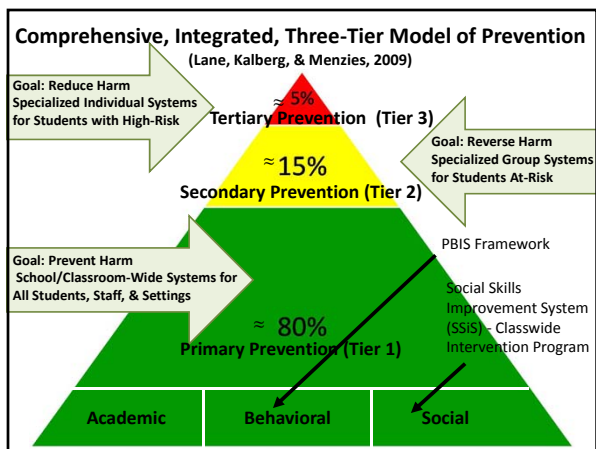 Comprehensive, Integrated, Three-Tier Model of Prevention
(Lane, Kalberg, & Menzies, 2009)
Goal: Reduce Harm
Specialized Individual Systems
for Students with High-Risk
≈ 5%
Tertiary Prevention (Tier 3)
Goal: Reverse Harm
Specialized Group Systems
for Students At-Risk
≈ 15%
Secondary Prevention (Tier 2)
PBIS Framework
Goal: Prevent Harm
School/Classroom-Wide Systems for
All Students, Staff, & Settings
Social Skills
Improvement System
(SSiS) - Classwide
Intervention Program
≈ 80%
Primary Prevention (Tier 1)
Academic
Behavioral
Social